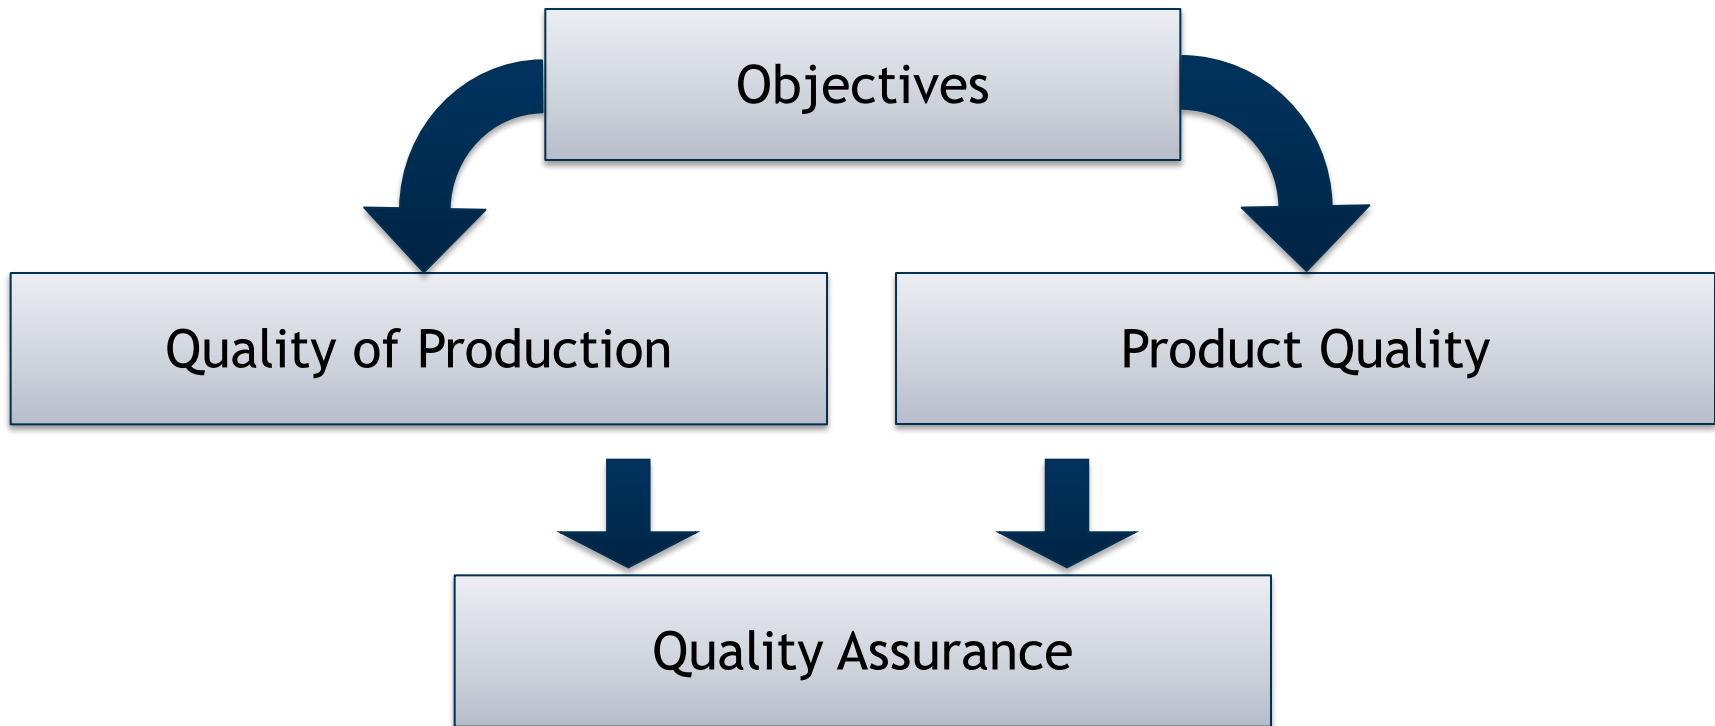 Objectives
Quality of Production
Product Quality
Quality Assurance